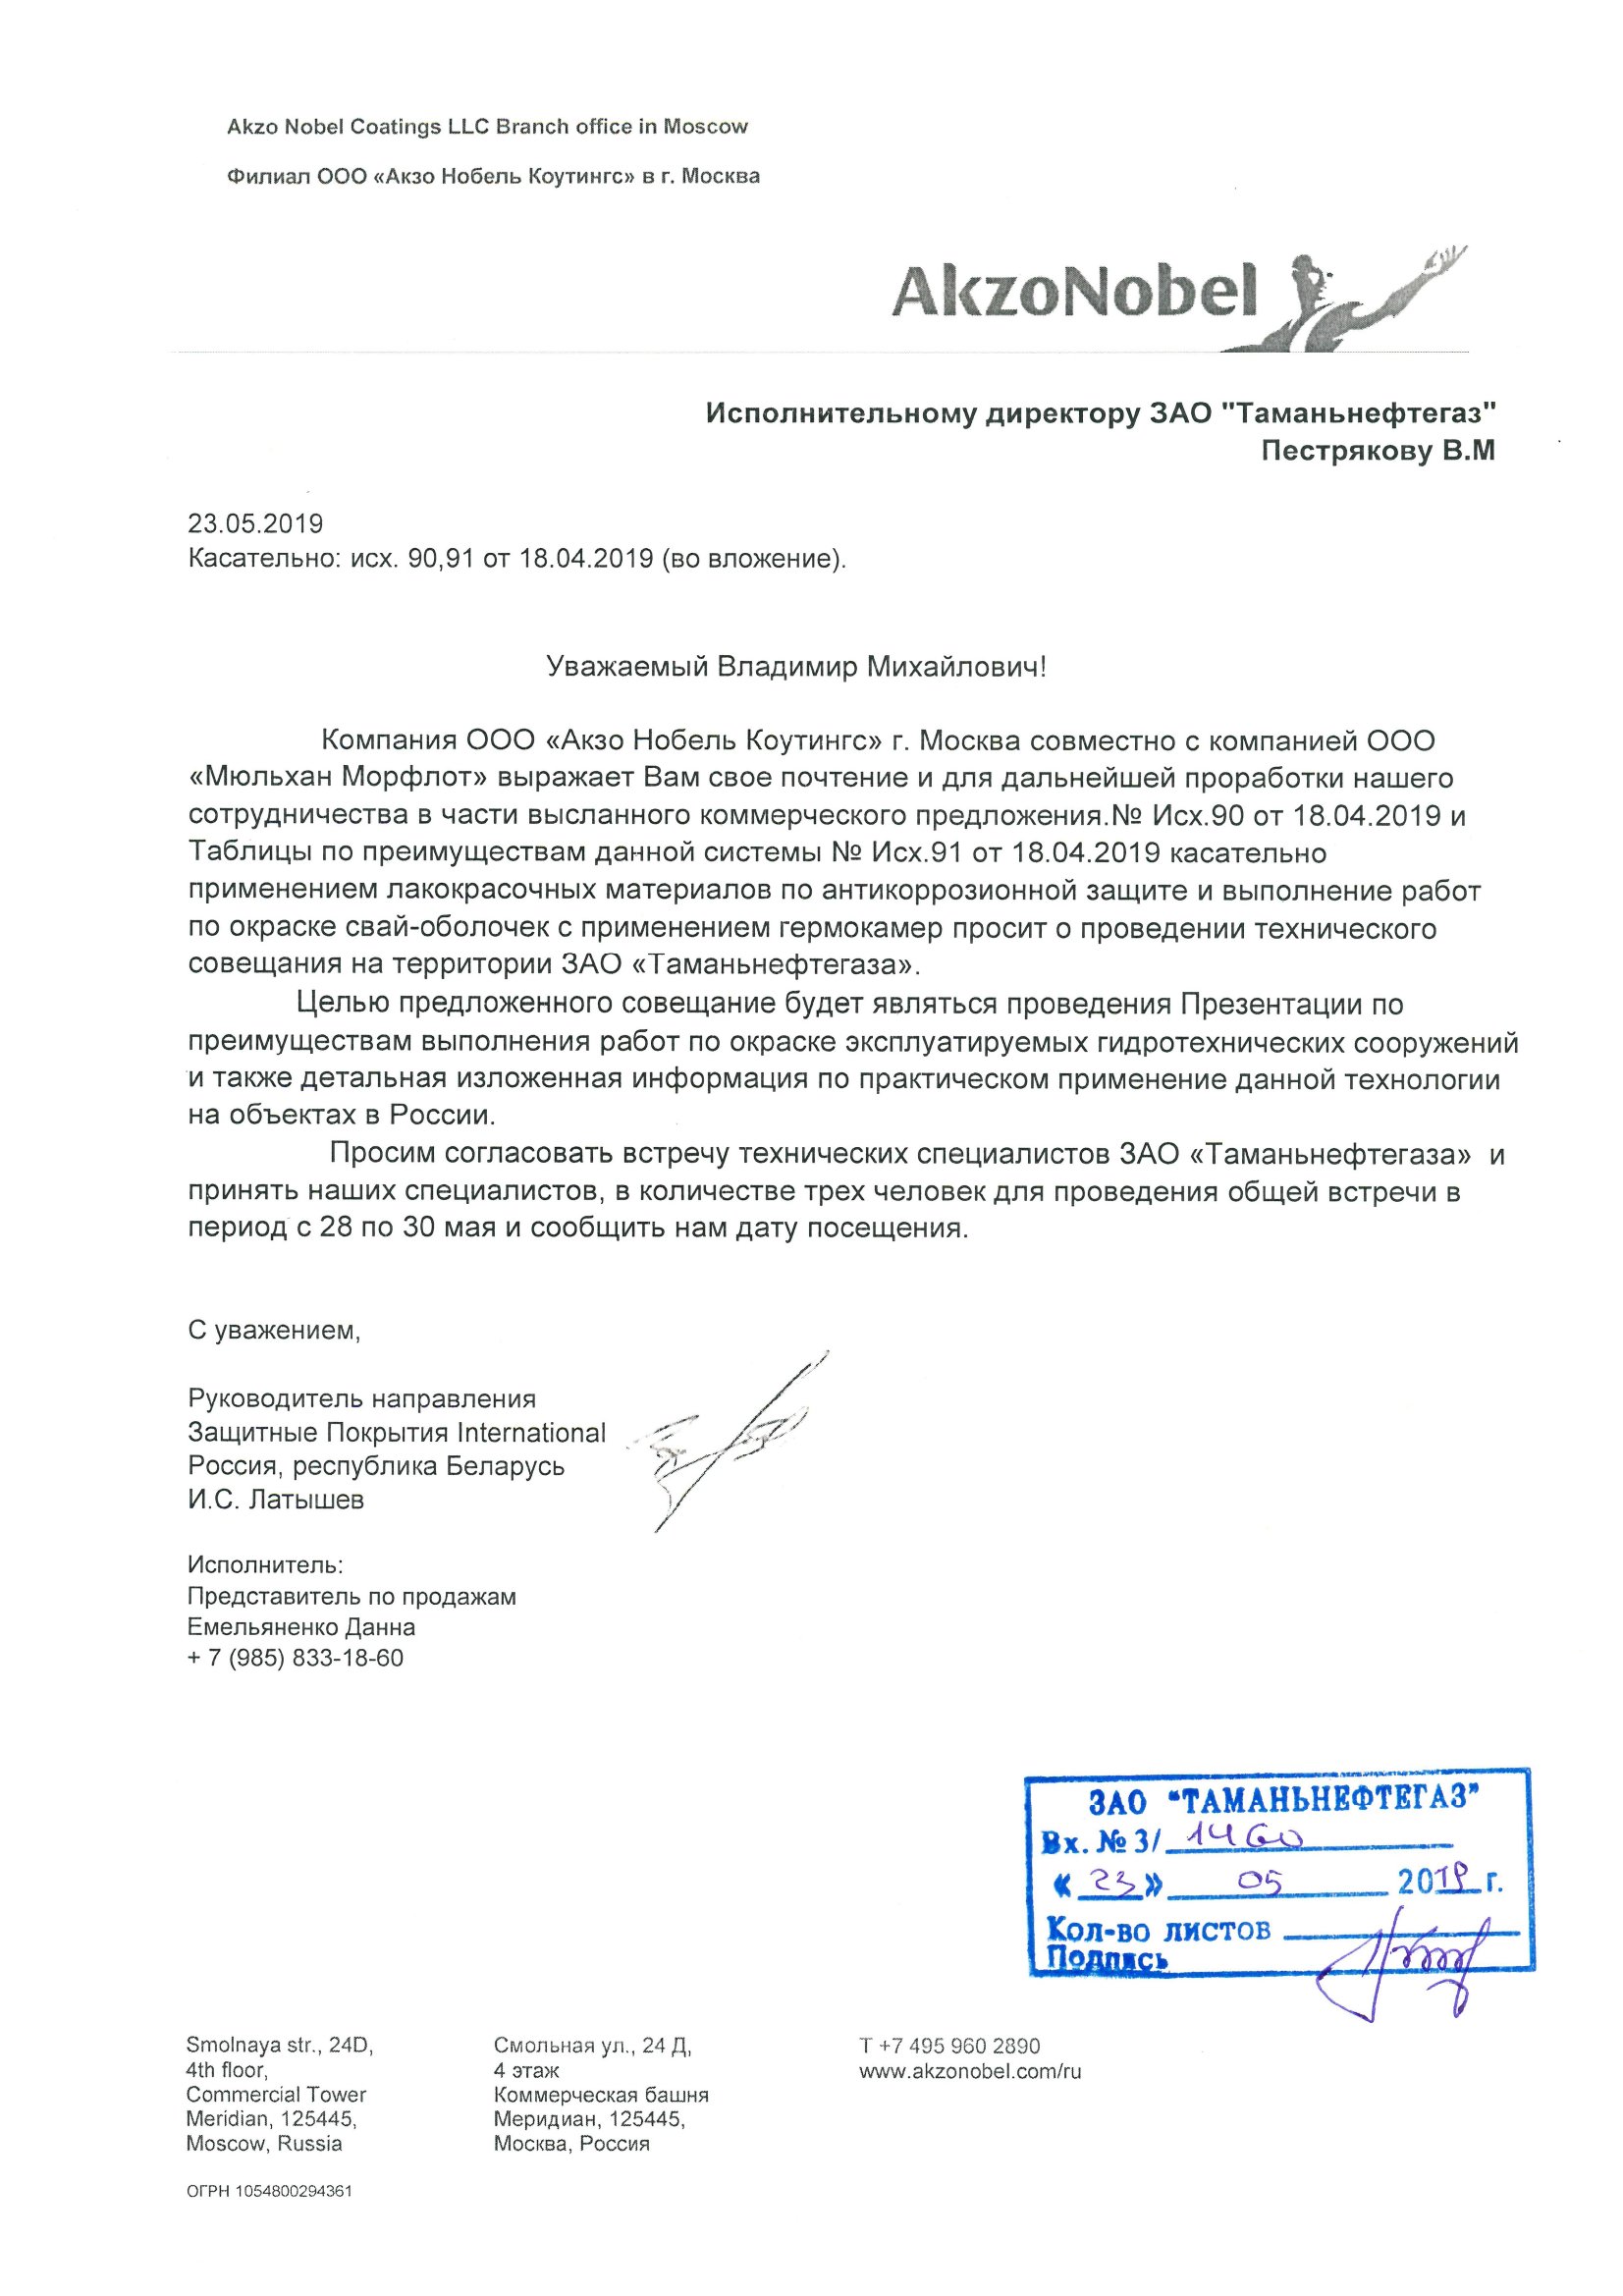 Akzo Nobel Coatings LLC Branch office in Moscow
Филиал ООО «Акзо Нобель Коутингс» в г. Москва
AkzoNobel
Исполнительному директору ЗАО "Таманьнефтегаз"
Пестрякову В.М
23.05.2019
Касательно: исх. 90,91 от 18.04.2019 (во вложение).
Уважаемый Владимир Михайлович!
Компания ООО «Акзо Нобель Коутингс» г. Москва совместно с компанией ООО
«Мюльхан Морфлот» выражает Вам свое почтение и для дальнейшей проработки нашего
сотрудничества в части высланного коммерческого предложения.№ Исх.90 от 18.04.2019 и
Таблицы по преимуществам данной системы № Исх.91 от 18.04.2019 касательно
применением лакокрасочных материалов по антикоррозионной защите и выполнение работ
по окраске свай-оболочек с применением гермокамер просит о проведении технического
совещания на территории ЗАО «Таманьнефтегаза».
Целью предложенного совещание будет являться проведения Презентации по
преимуществам выполнения работ по окраске эксплуатируемых гидротехнических сооружений
и также детальная изложенная информация по практическом применение данной технологии
на объектах в России.
Просим согласовать встречу технических специалистов ЗАО «Таманьнефтегаза» и
принять наших специалистов, в количестве трех человек для проведения общей встречи в
период с 28 по 30 мая и сообщить нам дату посещения.
С уважением,
Руководитель направления
Защитные Покрытия International
Россия, республика Беларусь
И.С. Латышев
Исполнитель:
Представитель по продажам
Емельяненко Данна
+ 7 (985) 833-18-60
ЗАО "ТАМАНЬНЕФТЕГАЗ"
Вх. № 3/ 1460
« 23 » 05 2019 г.
Кол-во листов
Подпись
Smolnaya str., 24D,
4th floor,
Commercial Tower
Meridian, 125445,
Moscow, Russia
Смольная ул., 24 Д,
4 этаж
Коммерческая башня
Меридиан, 125445,
Москва, Россия
T +7 495 960 2890
www.akzonobel.com/ru
ОГРН 1054800294361